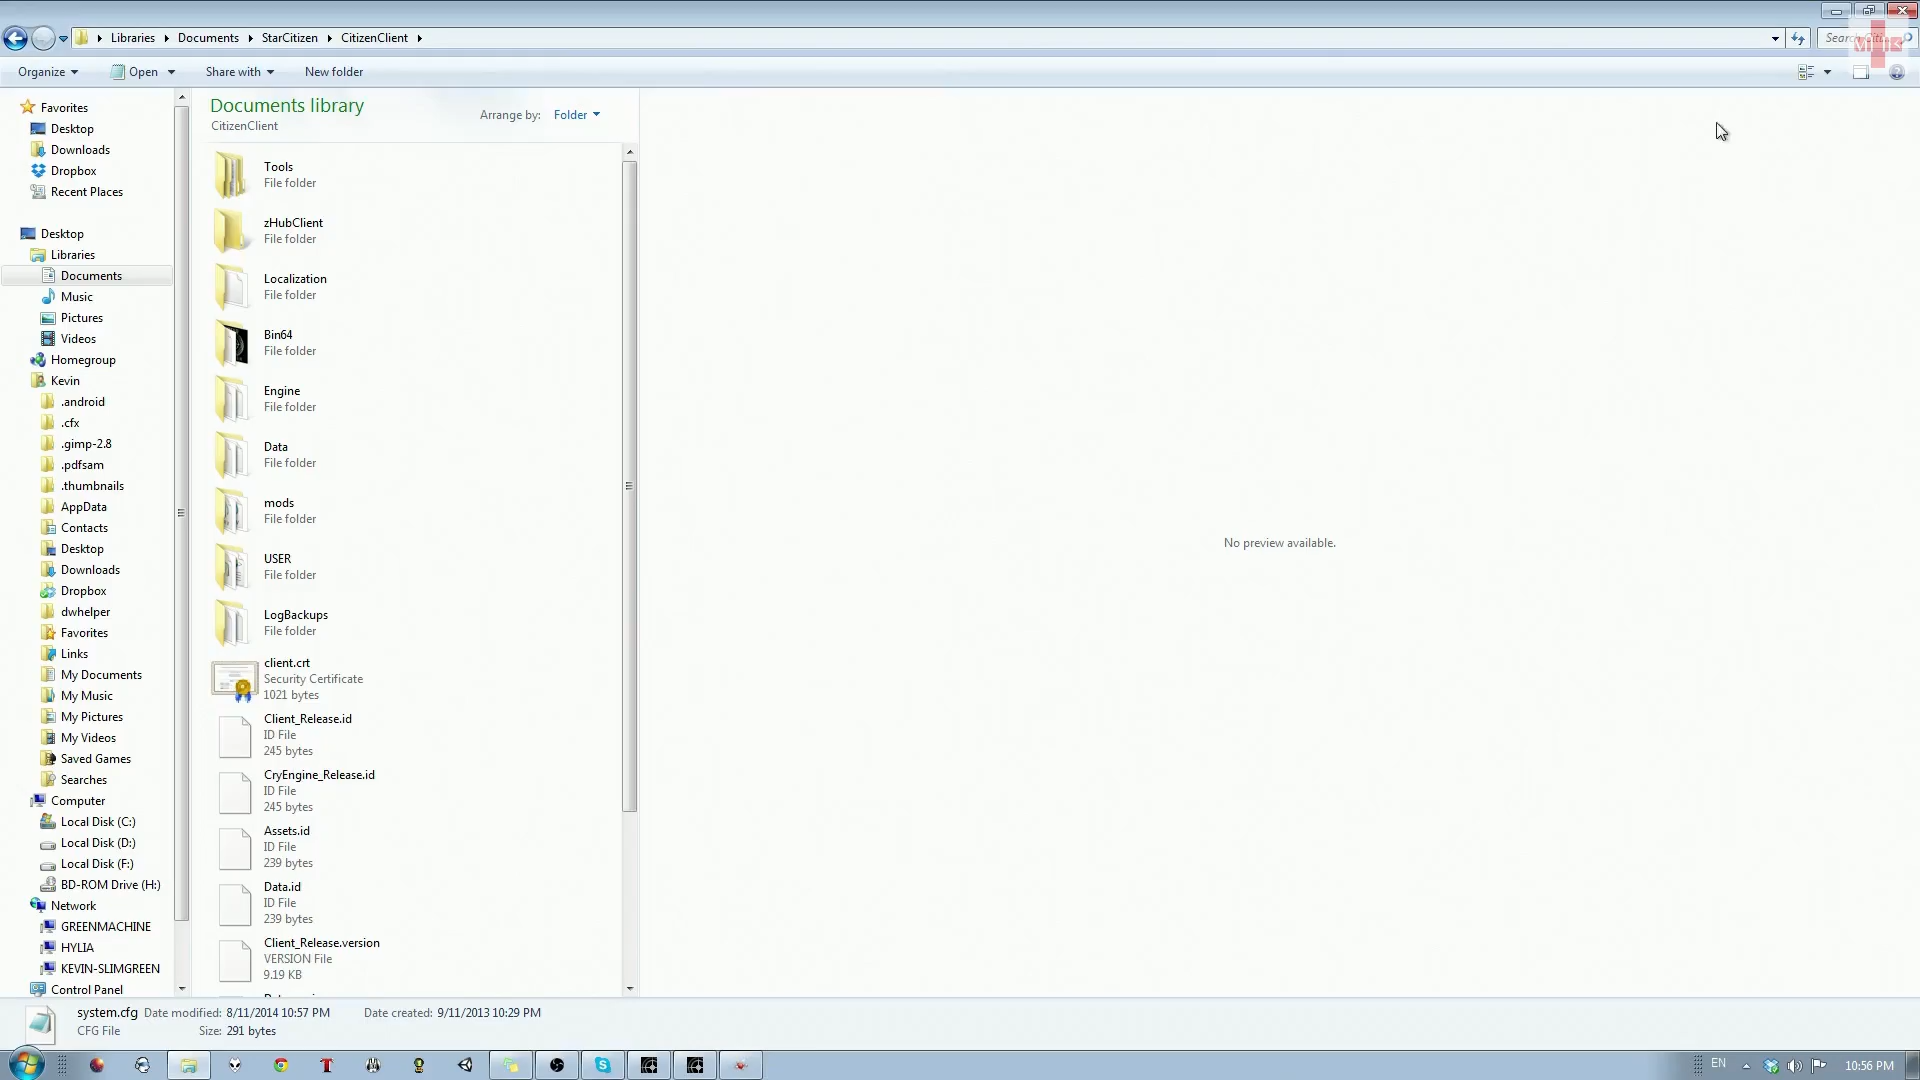 Libraries
Documents
StarCitizen
CitizenClient
Organize
Open
Share with
New folder
Favorites
Desktop
Downloads
Dropbox
Recent Places
Desktop
Libraries
Documents
Music
Pictures
Videos
Homegroup
Kevin
.android
.cfx
.gimp-2.8
.pdfsam
.thumbnails
AppData
Contacts
Desktop
Downloads
Dropbox
dwhelper
Favorites
Links
My Documents
My Music
My Pictures
My Videos
Saved Games
Searches
Computer
Local Disk (C:)
Local Disk (D:)
Local Disk (F:)
BD-ROM Drive (H:)
Network
GREENMACHINE
HYLIA
KEVIN-SLIMGREEN
Control Panel
Documents library
CitizenClient
Arrange by: Folder
Tools
File folder
zHubClient
File folder
Localization
File folder
Bin64
File folder
Engine
File folder
Data
File folder
mods
File folder
USER
File folder
LogBackups
File folder
client.crt
Security Certificate
1021 bytes
Client_Release.id
ID File
245 bytes
CryEngine_Release.id
ID File
245 bytes
Assets.id
ID File
239 bytes
Data.id
ID File
239 bytes
Client_Release.version
VERSION File
9.19 KB
No preview available.
system.cfg Date modified: 8/11/2014 10:57 PM Date created: 9/11/2013 10:29 PM
CFG File Size: 291 bytes
EN
10:56 PM